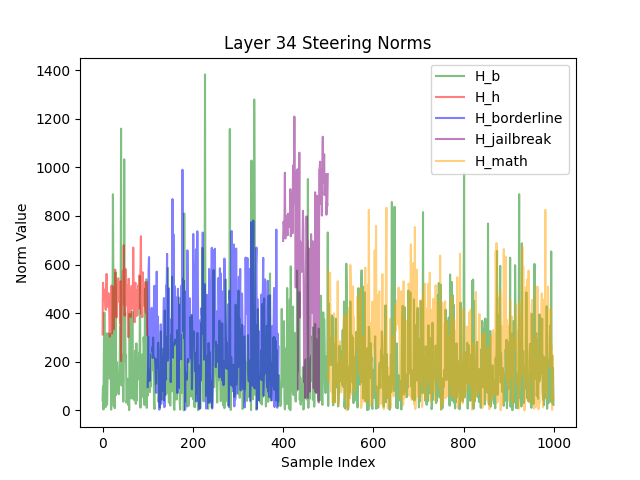 Layer 34 Steering Norms
H_b
H_h
H_borderline
H_jailbreak
H_math
Norm Value
1400
1200
1000
800
600
400
200
0
0 200 400 600 800 1000
Sample Index